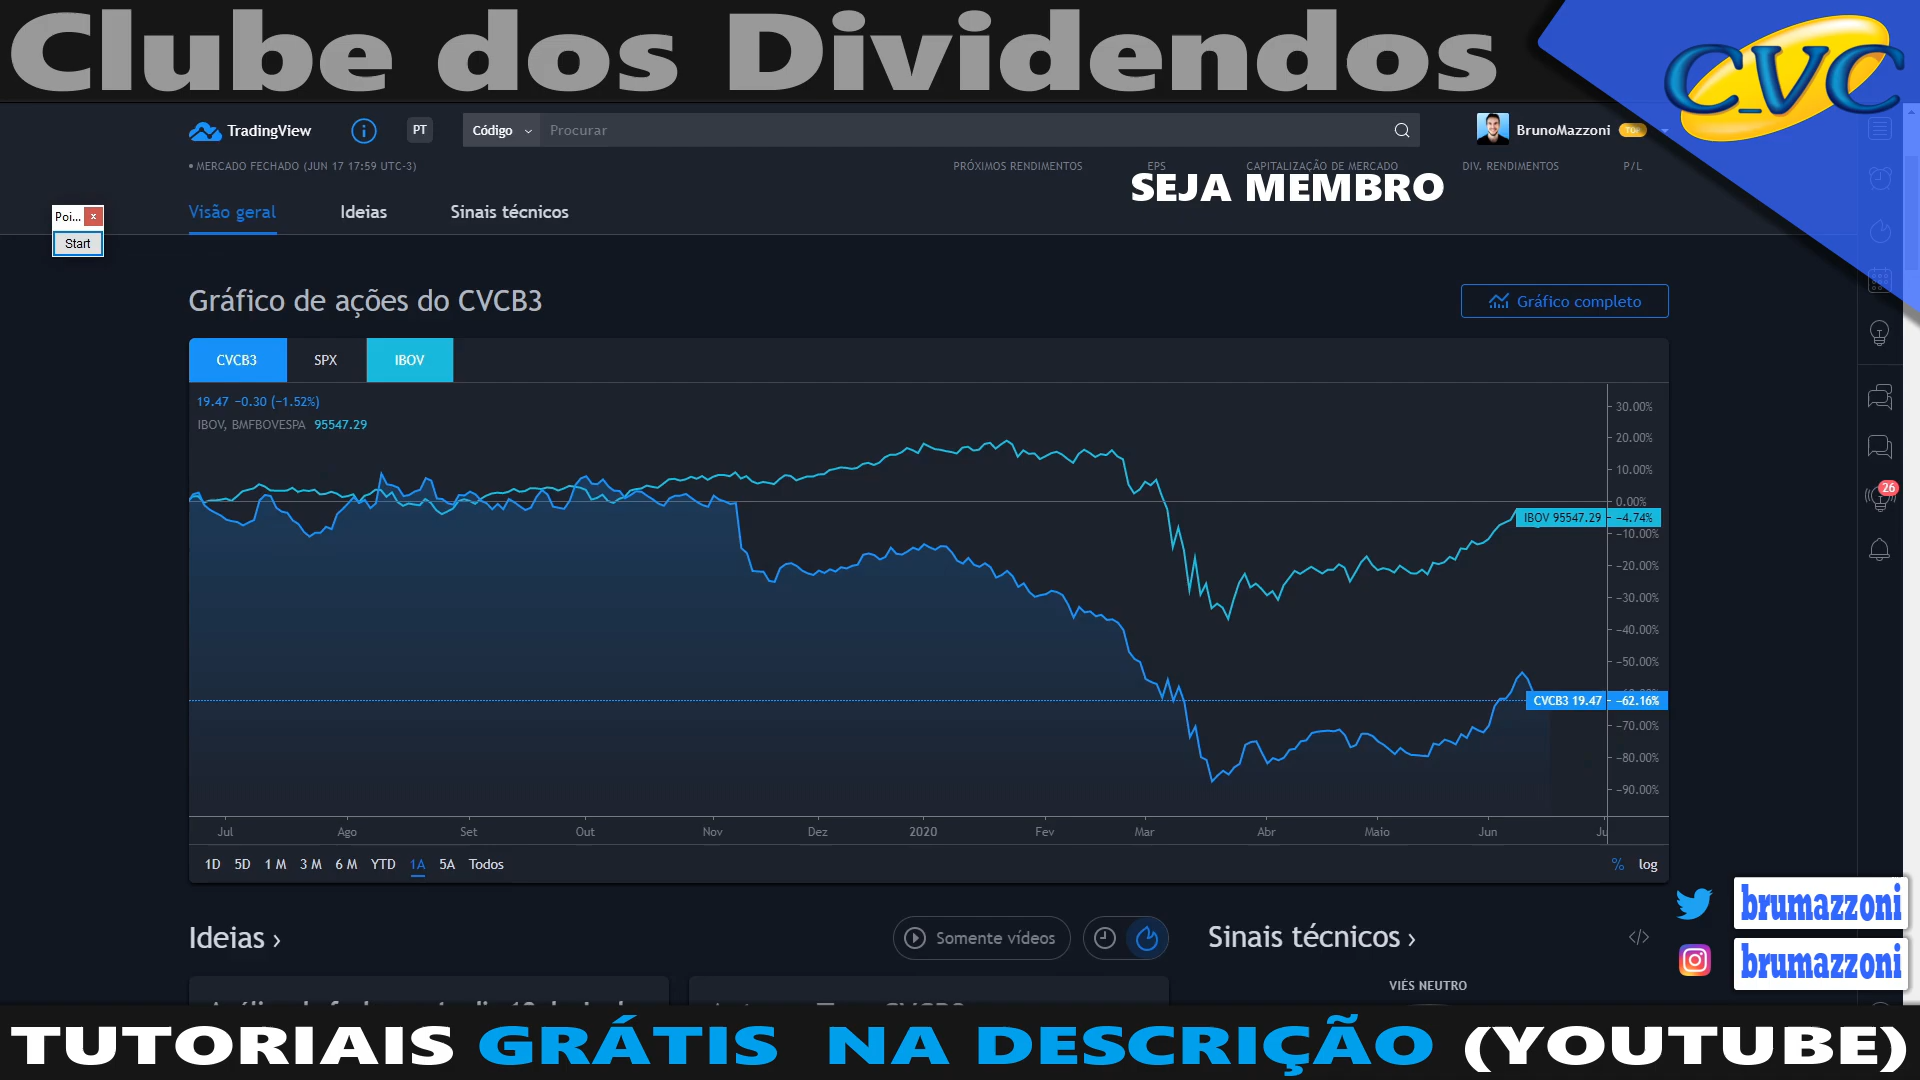 Clube dos Dividendos
CVC
TradingView
PT
Código
Procurar
BrunoMazzoni
TOP
MERCADO FECHADO (JUN 17 17:59 UTC-3)
PRÓXIMOS RENDIMENTOS
EPS
CAPITALIZAÇÃO DE MERCADO
DIV. RENDIMENTOS
P/L
SEJA MEMBRO
Poi... x
Start
Visão geral
Ideias
Sinais técnicos
Gráfico de ações do CVCB3
Gráfico completo
CVCB3
SPX
IBOV
19.47 −0.30 (−1.52%)
IBOV, BMFBOVESPA 95547.29
30.00%
20.00%
10.00%
0.00%
IBOV 95547.29 −4.74%
−10.00%
−20.00%
−30.00%
−40.00%
−50.00%
CVCB3 19.47 −62.16%
−70.00%
−80.00%
−90.00%
26
Jul Ago Set Out Nov Dez 2020 Fev Mar Abr Maio Jun Ju
1D 5D 1 M 3 M 6 M YTD 1A 5A Todos
% log
Ideias ›
Somente vídeos
Sinais técnicos ›
</>
VIÉS NEUTRO
brumazzoni
brumazzoni
TUTORIAIS GRÁTIS NA DESCRIÇÃO (YOUTUBE)